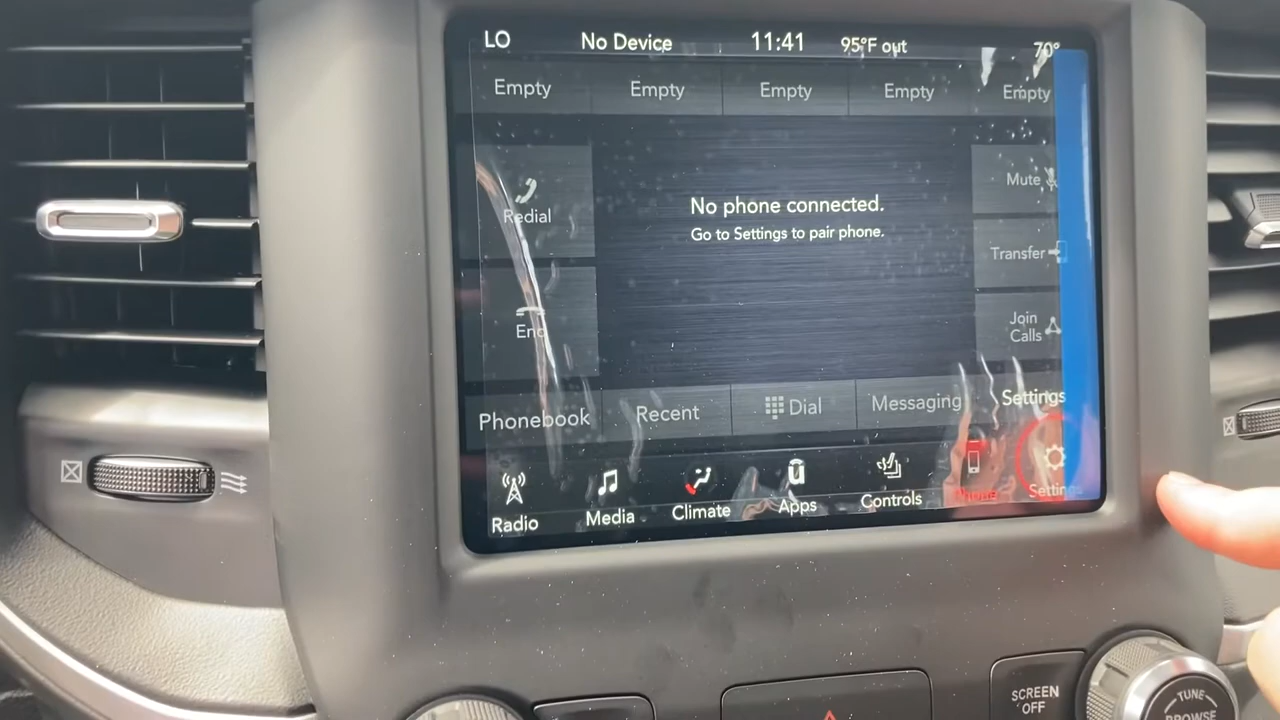 LO No Device 11:41 95°F out 70°
Empty Empty Empty Empty Empty
Redial
No phone connected.
Go to Settings to pair phone.
Mute
Transfer
End
Join
Calls
Phonebook Recent Dial Messaging Settings
Radio Media Climate Apps Controls Phone Settings
SCREEN
OFF
TUNE
BROWSE